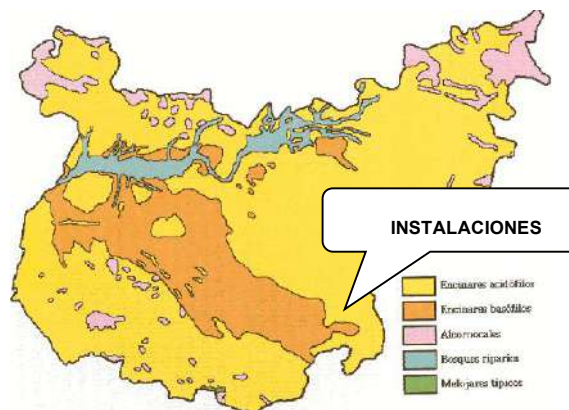 INSTALACIONES
Encinares acidófilos
Encinares basófilos
Alcornocales
Bosques riparios
Melojares típicos